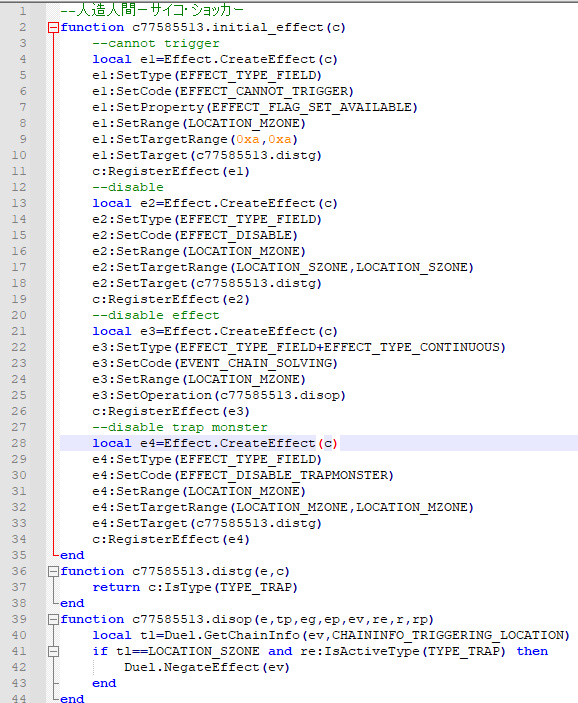 1 --人造人間－サイコ・ショッカー
2 function c77585513.initial_effect(c)
3 --cannot trigger
4 local e1=Effect.CreateEffect(c)
5 e1:SetType(EFFECT_TYPE_FIELD)
6 e1:SetCode(EFFECT_CANNOT_TRIGGER)
7 e1:SetProperty(EFFECT_FLAG_SET_AVAILABLE)
8 e1:SetRange(LOCATION_MZONE)
9 e1:SetTargetRange(0xa,0xa)
10 e1:SetTarget(c77585513.distg)
11 c:RegisterEffect(e1)
12 --disable
13 local e2=Effect.CreateEffect(c)
14 e2:SetType(EFFECT_TYPE_FIELD)
15 e2:SetCode(EFFECT_DISABLE)
16 e2:SetRange(LOCATION_MZONE)
17 e2:SetTargetRange(LOCATION_SZONE,LOCATION_SZONE)
18 e2:SetTarget(c77585513.distg)
19 c:RegisterEffect(e2)
20 --disable effect
21 local e3=Effect.CreateEffect(c)
22 e3:SetType(EFFECT_TYPE_FIELD+EFFECT_TYPE_CONTINUOUS)
23 e3:SetCode(EVENT_CHAIN_SOLVING)
24 e3:SetRange(LOCATION_MZONE)
25 e3:SetOperation(c77585513.disop)
26 c:RegisterEffect(e3)
27 --disable trap monster
28 local e4=Effect.CreateEffect(c)
29 e4:SetType(EFFECT_TYPE_FIELD)
30 e4:SetCode(EFFECT_DISABLE_TRAPMONSTER)
31 e4:SetRange(LOCATION_MZONE)
32 e4:SetTargetRange(LOCATION_MZONE,LOCATION_MZONE)
33 e4:SetTarget(c77585513.distg)
34 c:RegisterEffect(e4)
35 end
36 function c77585513.distg(e,c)
37 return c:IsType(TYPE_TRAP)
38 end
39 function c77585513.disop(e,tp,eg,ep,ev,re,r,rp)
40 local tl=Duel.GetChainInfo(ev,CHAININFO_TRIGGERING_LOCATION)
41 if tl==LOCATION_SZONE and re:IsActiveType(TYPE_TRAP) then
42 Duel.NegateEffect(ev)
43 end
44 end